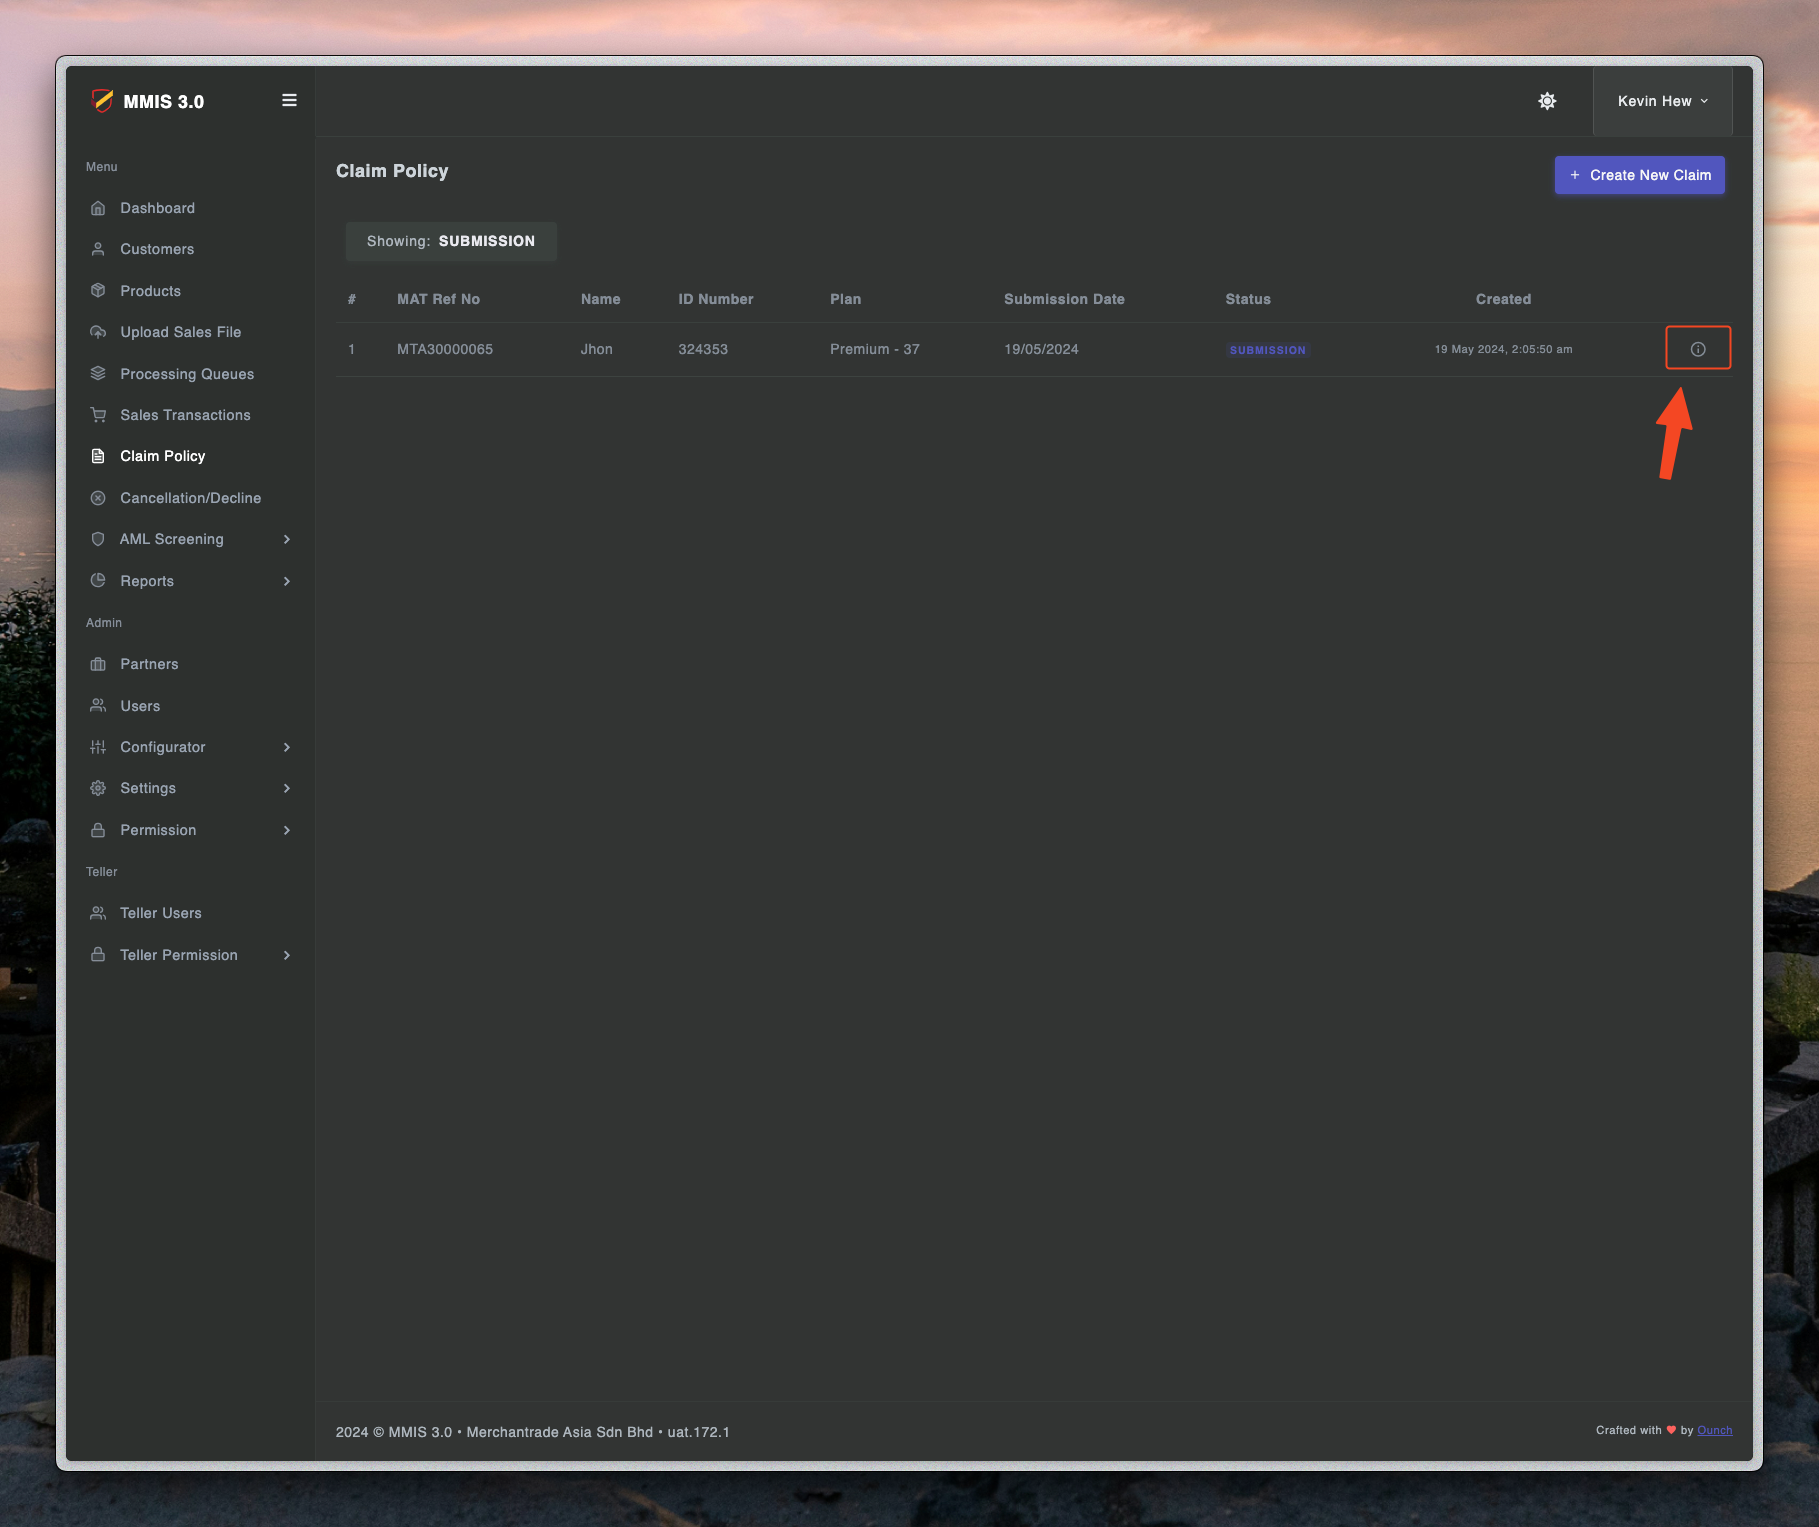 MMIS 3.0
Kevin Hew
Menu
Dashboard
Customers
Products
Upload Sales File
Processing Queues
Sales Transactions
Claim Policy
Cancellation/Decline
AML Screening
Reports
Admin
Partners
Users
Configurator
Settings
Permission
Teller
Teller Users
Teller Permission
Claim Policy
+ Create New Claim
Showing: SUBMISSION
# MAT Ref No Name ID Number Plan Submission Date Status Created
1 MTA30000065 Jhon 324353 Premium - 37 19/05/2024 SUBMISSION 19 May 2024, 2:05:50 am
2024 © MMIS 3.0 • Merchantrade Asia Sdn Bhd • uat.172.1
Crafted with ♥ by Ounch